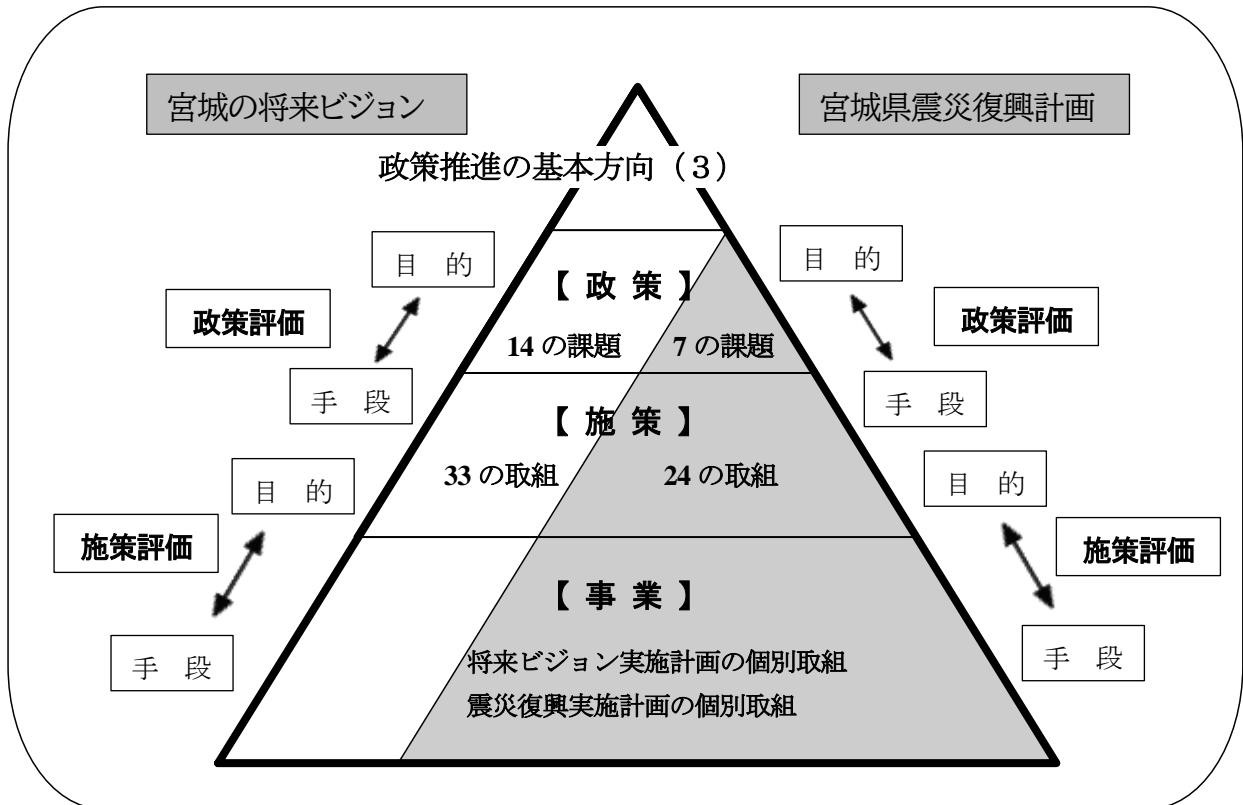 宮城の将来ビジョン
宮城県震災復興計画
政策推進の基本方向（３）
目　的
目　的
【 政 策 】
政策評価
政策評価
14 の課題
7 の課題
手　段
手　段
【 施 策 】
33 の取組
24 の取組
目　的
目　的
施策評価
施策評価
【 事 業 】
手　段
手　段
将来ビジョン実施計画の個別取組
震災復興実施計画の個別取組